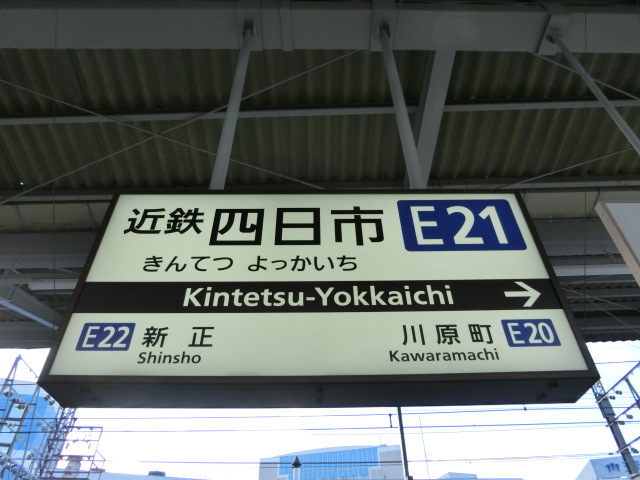 近鉄 四日市 E21
きんてつ よっかいち
Kintetsu-Yokkaichi →
E22 新正 川原町 E20
Shinsho Kawaramachi